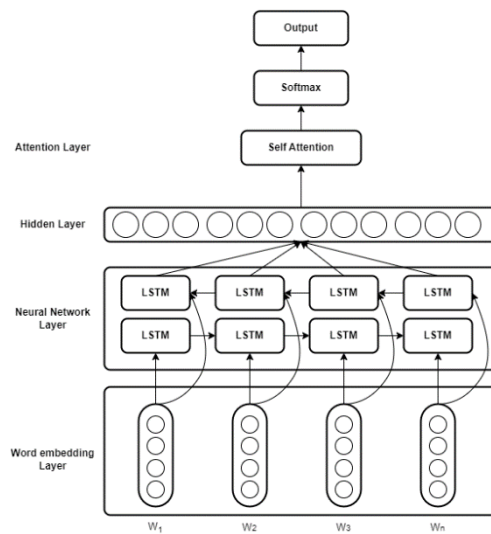 Output
Softmax
Attention Layer
Self Attention
Hidden Layer
LSTM LSTM LSTM LSTM
Neural Network
Layer
LSTM LSTM LSTM LSTM
Word embedding
Layer
W₁ W₂ W₃ Wₙ